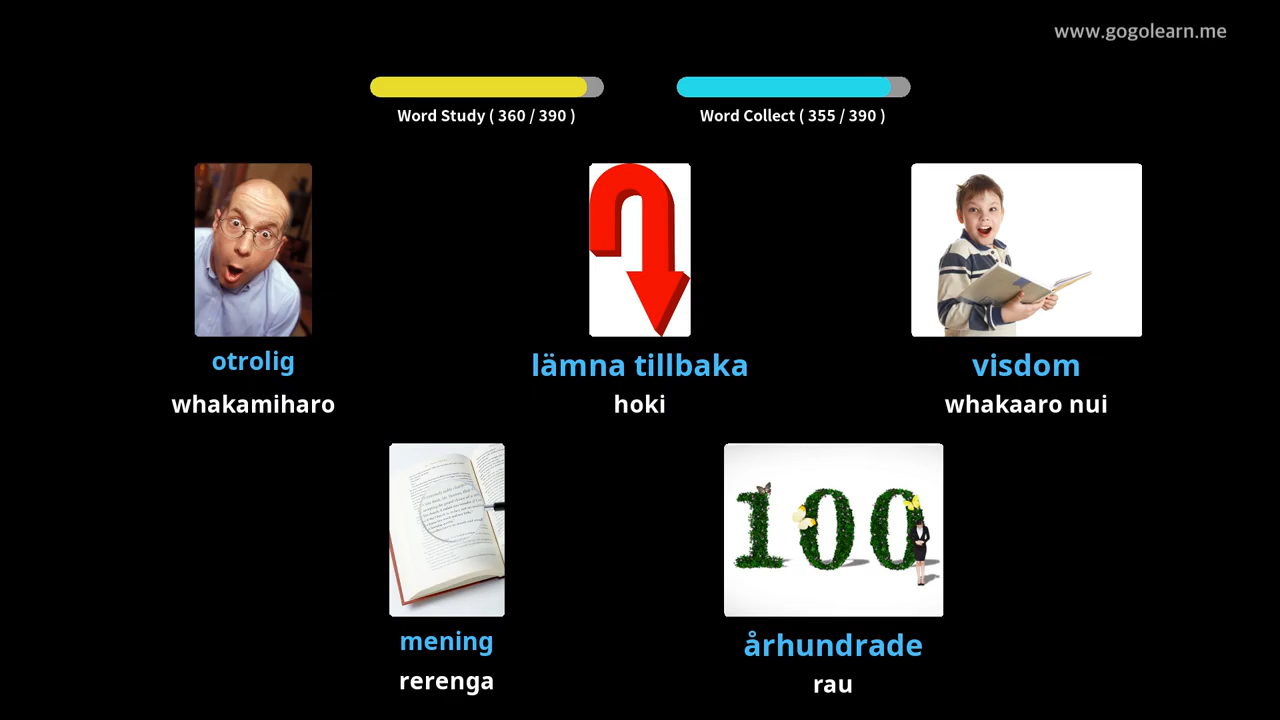 www.gogolearn.me
Word Study ( 360 / 390 )
Word Collect ( 355 / 390 )
otrolig
whakamiharo
lämna tillbaka
hoki
visdom
whakaaro nui
mening
rerenga
århundrade
rau